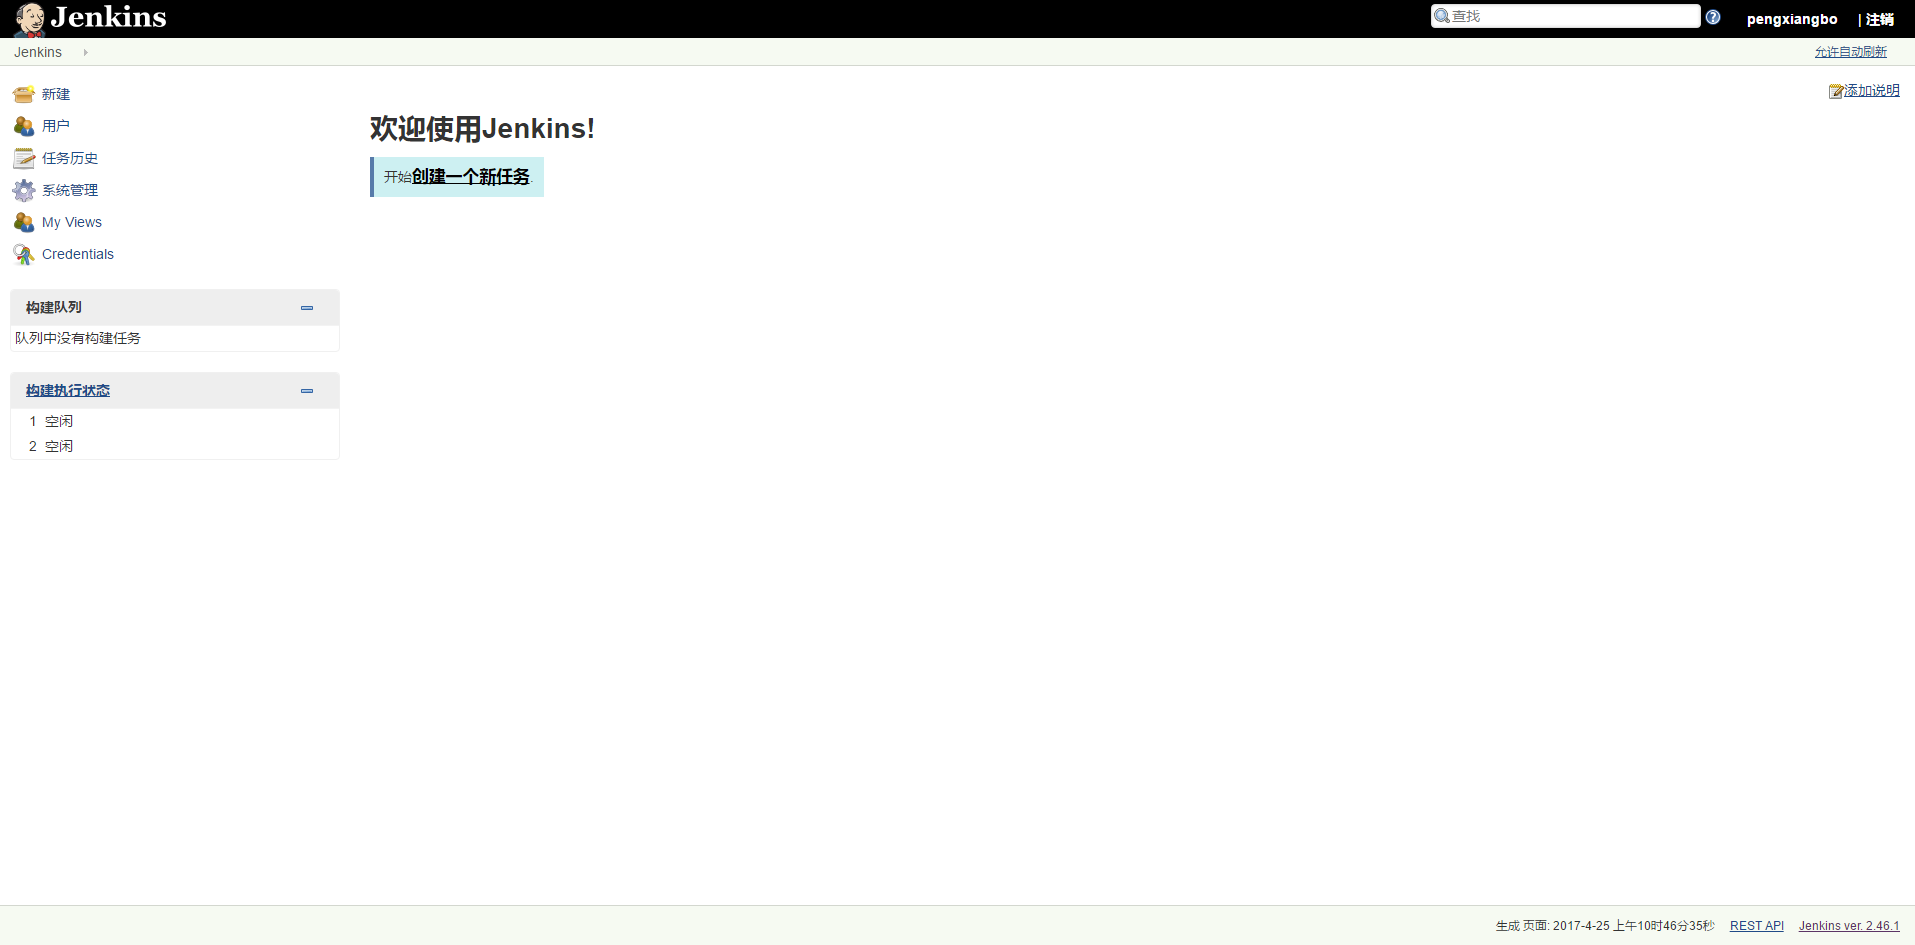 Jenkins
查找
pengxiangbo
| 注销
Jenkins
允许自动刷新
新建
用户
任务历史
系统管理
My Views
Credentials
添加说明
欢迎使用Jenkins!
开始创建一个新任务.
构建队列
队列中没有构建任务
构建执行状态
1 空闲
2 空闲
生成 页面: 2017-4-25 上午10时46分35秒 REST API Jenkins ver. 2.46.1